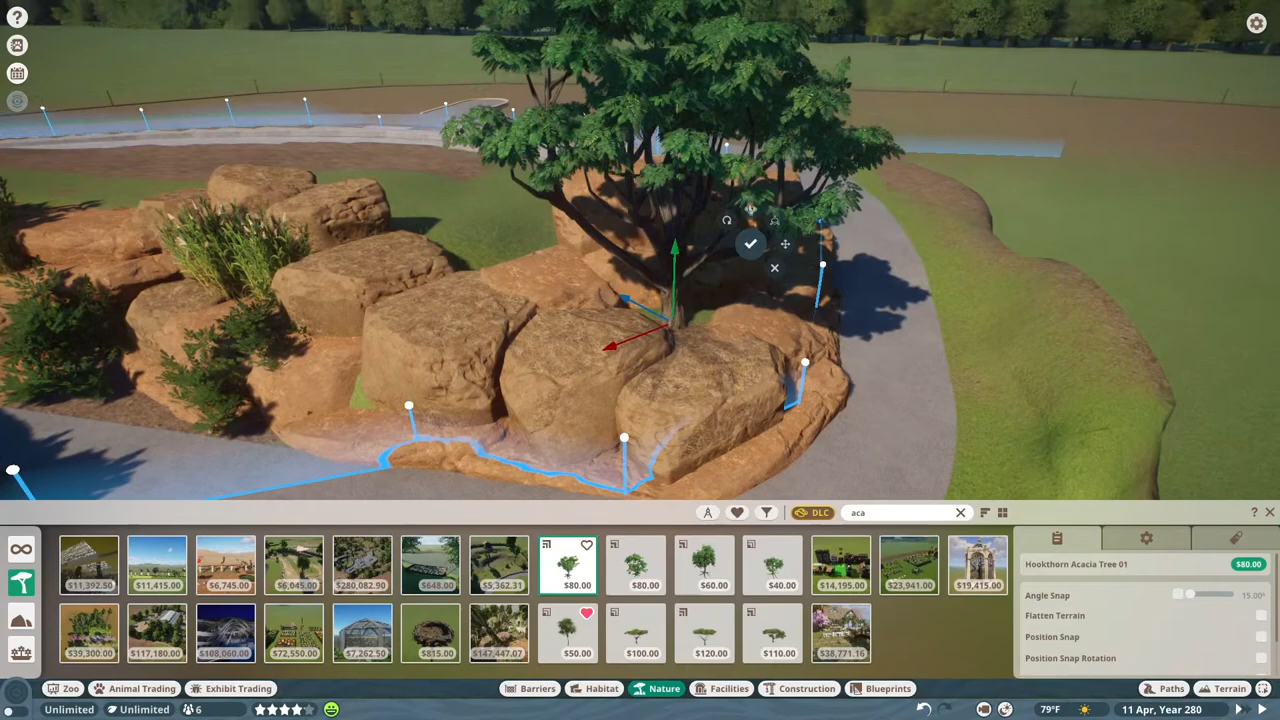 ?
DLC
aca
?
$11,392.50
$11,415.00
$6,745.00
$6,045.00
$280,082.90
$648.00
$5,362.31
$80.00
$80.00
$60.00
$40.00
$14,195.00
$23,941.00
$19,415.00
$39,300.00
$117,180.00
$108,060.00
$72,550.00
$7,262.50
$815.00
$147,447.07
$50.00
$100.00
$120.00
$110.00
$38,771.16
Hookthorn Acacia Tree 01
$80.00
Angle Snap
15.00°
Flatten Terrain
Position Snap
Position Snap Rotation
Zoo
Animal Trading
Exhibit Trading
Barriers
Habitat
Nature
Facilities
Construction
Blueprints
Paths
Terrain
Unlimited
Unlimited
6
79°F
11 Apr, Year 280